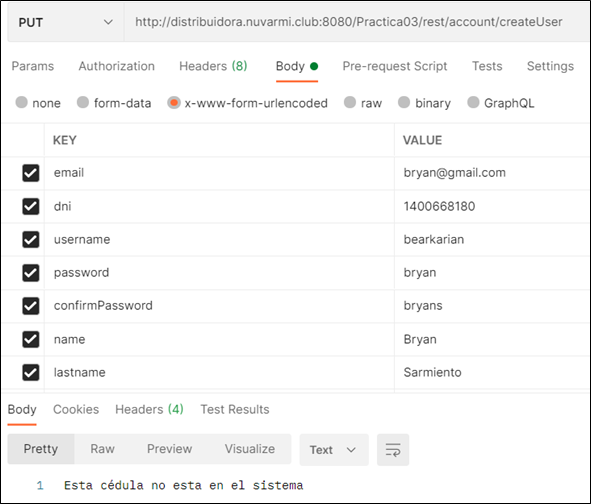 PUT http://distribuidora.nuvarmi.club:8080/Practica03/rest/account/createUser
Params Authorization Headers (8) Body Pre-request Script Tests Settings
none form-data x-www-form-urlencoded raw binary GraphQL
KEY VALUE
email bryan@gmail.com
dni 1400668180
username bearkarian
password bryan
confirmPassword bryans
name Bryan
lastname Sarmiento
Body Cookies Headers (4) Test Results
Pretty Raw Preview Visualize Text
1 Esta cédula no esta en el sistema